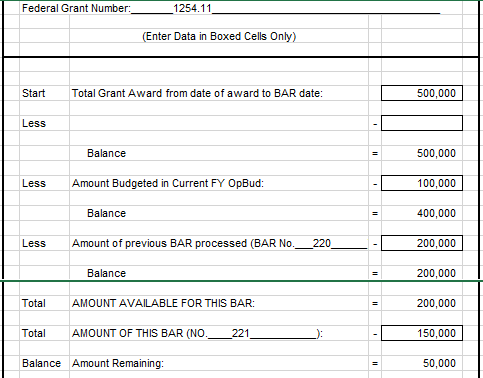 Federal Grant Number:_______1254.11_______
(Enter Data in Boxed Cells Only)
Start Total Grant Award from date of award to BAR date: 500,000
Less -
Balance = 500,000
Less Amount Budgeted in Current FY OpBud: - 100,000
Balance = 400,000
Less Amount of previous BAR processed (BAR No.___220______ - 200,000
Balance = 200,000
Total AMOUNT AVAILABLE FOR THIS BAR: = 200,000
Total AMOUNT OF THIS BAR (NO.____221___________): - 150,000
Balance Amount Remaining: = 50,000